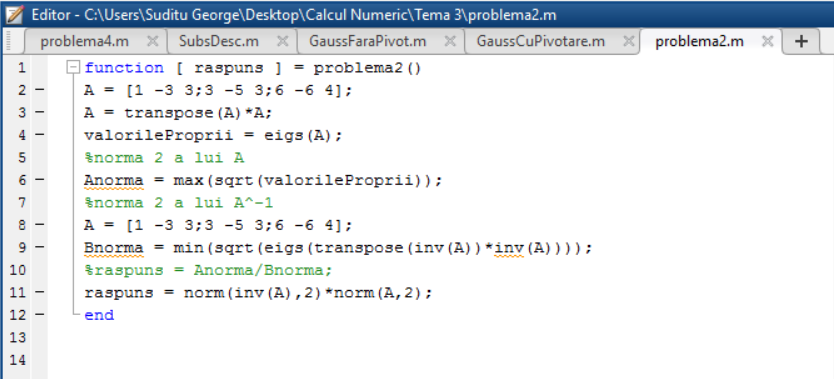 Editor - C:\Users\Suditu George\Desktop\Calcul Numeric\Tema 3\problema2.m
problema4.m SubsDesc.m GaussFaraPivot.m GaussCuPivotare.m problema2.m +
1 function [ raspuns ] = problema2()
2 - A = [1 -3 3;3 -5 3;6 -6 4];
3 - A = transpose(A)*A;
4 - valorileProprii = eigs(A);
5 %norma 2 a lui A
6 - Anorma = max(sqrt(valorileProprii));
7 %norma 2 a lui A^-1
8 - A = [1 -3 3;3 -5 3;6 -6 4];
9 - Bnorma = min(sqrt(eigs(transpose(inv(A))*inv(A))));
10 %raspuns = Anorma/Bnorma;
11 - raspuns = norm(inv(A),2)*norm(A,2);
12 - end
13
14